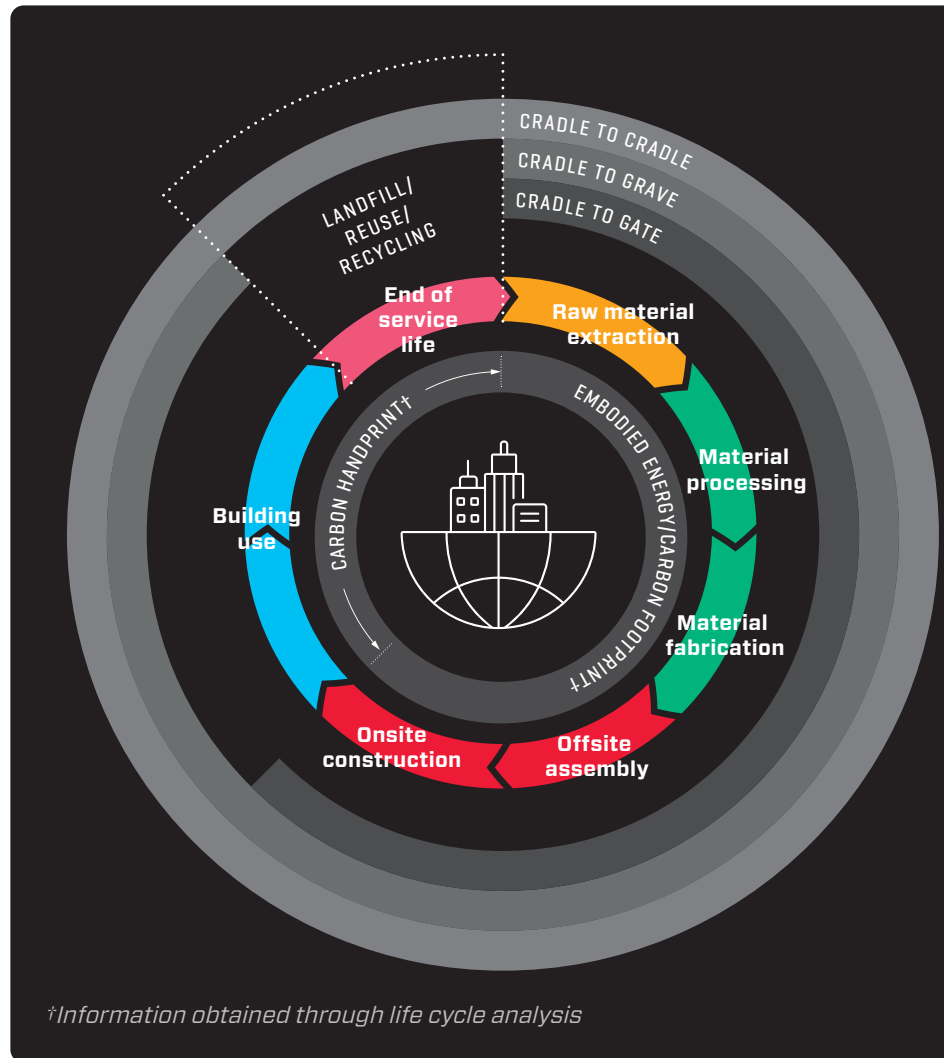 CRADLE TO CRADLE
CRADLE TO GRAVE
CRADLE TO GATE
LANDFILL/
REUSE/
RECYCLING
End of
service
life
Raw material
extraction
Material
processing
Material
fabrication
Offsite
assembly
Onsite
construction
Building
use
CARBON HANDPRINT†
EMBODIED ENERGY/CARBON FOOTPRINT†
†Information obtained through life cycle analysis